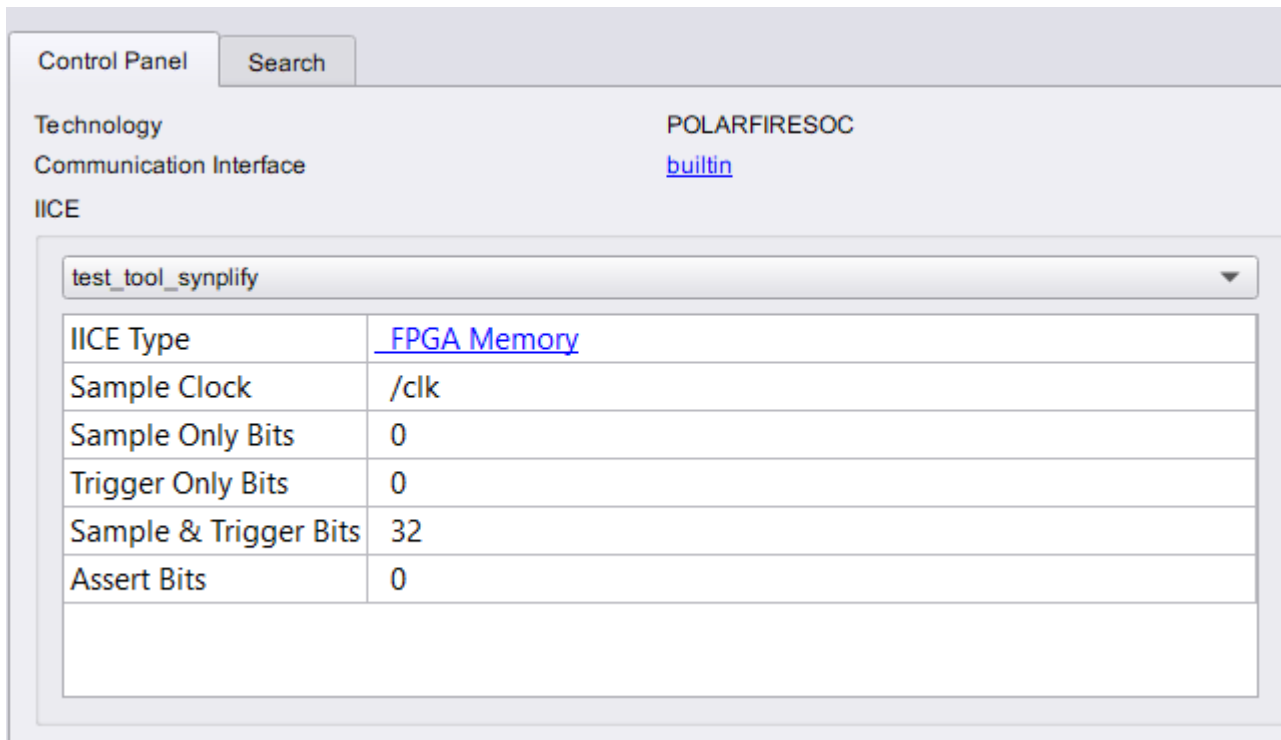 Control Panel Search
Technology POLARFIRESOC
Communication Interface builtin
IICE
test_tool_synplify
IICE Type FPGA Memory
Sample Clock /clk
Sample Only Bits 0
Trigger Only Bits 0
Sample & Trigger Bits 32
Assert Bits 0